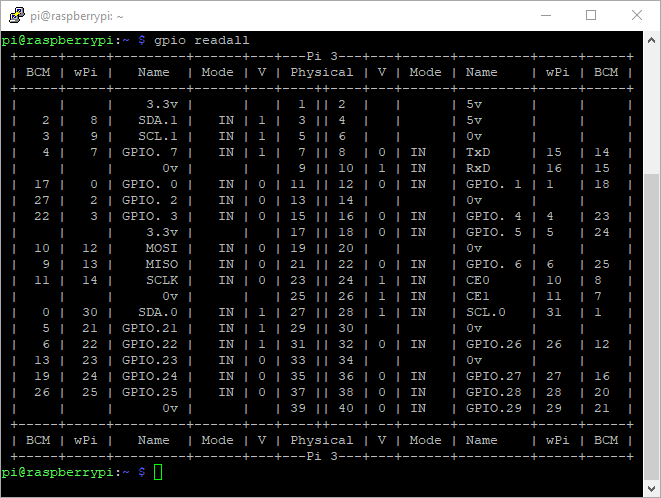 pi@raspberrypi: ~
pi@raspberrypi:~ $ gpio readall
 +-----+-----+---------+------+---+---Pi 3---+---+------+---------+-----+-----+
 | BCM | wPi |   Name  | Mode | V | Physical | V | Mode | Name    | wPi | BCM |
 +-----+-----+---------+------+---+----++----+---+------+---------+-----+-----+
 |     |     |    3.3v |      |   |  1 || 2  |   |      | 5v      |     |     |
 |   2 |   8 |   SDA.1 |   IN | 1 |  3 || 4  |   |      | 5v      |     |     |
 |   3 |   9 |   SCL.1 |   IN | 1 |  5 || 6  |   |      | 0v      |     |     |
 |   4 |   7 | GPIO. 7 |   IN | 1 |  7 || 8  | 0 | IN   | TxD     | 15  | 14  |
 |     |     |      0v |      |   |  9 || 10 | 1 | IN   | RxD     | 16  | 15  |
 |  17 |   0 | GPIO. 0 |   IN | 0 | 11 || 12 | 0 | IN   | GPIO. 1 | 1   | 18  |
 |  27 |   2 | GPIO. 2 |   IN | 0 | 13 || 14 |   |      | 0v      |     |     |
 |  22 |   3 | GPIO. 3 |   IN | 0 | 15 || 16 | 0 | IN   | GPIO. 4 | 4   | 23  |
 |     |     |    3.3v |      |   | 17 || 18 | 0 | IN   | GPIO. 5 | 5   | 24  |
 |  10 |  12 |    MOSI |   IN | 0 | 19 || 20 |   |      | 0v      |     |     |
 |   9 |  13 |    MISO |   IN | 0 | 21 || 22 | 0 | IN   | GPIO. 6 | 6   | 25  |
 |  11 |  14 |    SCLK |   IN | 0 | 23 || 24 | 1 | IN   | CE0     | 10  | 8   |
 |     |     |      0v |      |   | 25 || 26 | 1 | IN   | CE1     | 11  | 7   |
 |   0 |  30 |   SDA.0 |   IN | 1 | 27 || 28 | 1 | IN   | SCL.0   | 31  | 1   |
 |   5 |  21 | GPIO.21 |   IN | 1 | 29 || 30 |   |      | 0v      |     |     |
 |   6 |  22 | GPIO.22 |   IN | 1 | 31 || 32 | 0 | IN   | GPIO.26 | 26  | 12  |
 |  13 |  23 | GPIO.23 |   IN | 0 | 33 || 34 |   |      | 0v      |     |     |
 |  19 |  24 | GPIO.24 |   IN | 0 | 35 || 36 | 0 | IN   | GPIO.27 | 27  | 16  |
 |  26 |  25 | GPIO.25 |   IN | 0 | 37 || 38 | 0 | IN   | GPIO.28 | 28  | 20  |
 |     |     |      0v |      |   | 39 || 40 | 0 | IN   | GPIO.29 | 29  | 21  |
 +-----+-----+---------+------+---+----++----+---+------+---------+-----+-----+
 | BCM | wPi |   Name  | Mode | V | Physical | V | Mode | Name    | wPi | BCM |
 +-----+-----+---------+------+---+---Pi 3---+---+------+---------+-----+-----+
pi@raspberrypi:~ $